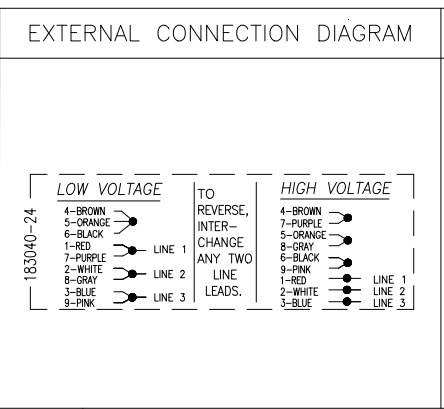 EXTERNAL CONNECTION DIAGRAM
183040-24
LOW VOLTAGE
4-BROWN
5-ORANGE
6-BLACK
1-RED
7-PURPLE
LINE 1
2-WHITE
8-GRAY
LINE 2
3-BLUE
9-PINK
LINE 3
TO
REVERSE,
INTER-
CHANGE
ANY TWO
LINE
LEADS.
HIGH VOLTAGE
4-BROWN
7-PURPLE
5-ORANGE
8-GRAY
6-BLACK
9-PINK
1-RED LINE 1
2-WHITE LINE 2
3-BLUE LINE 3